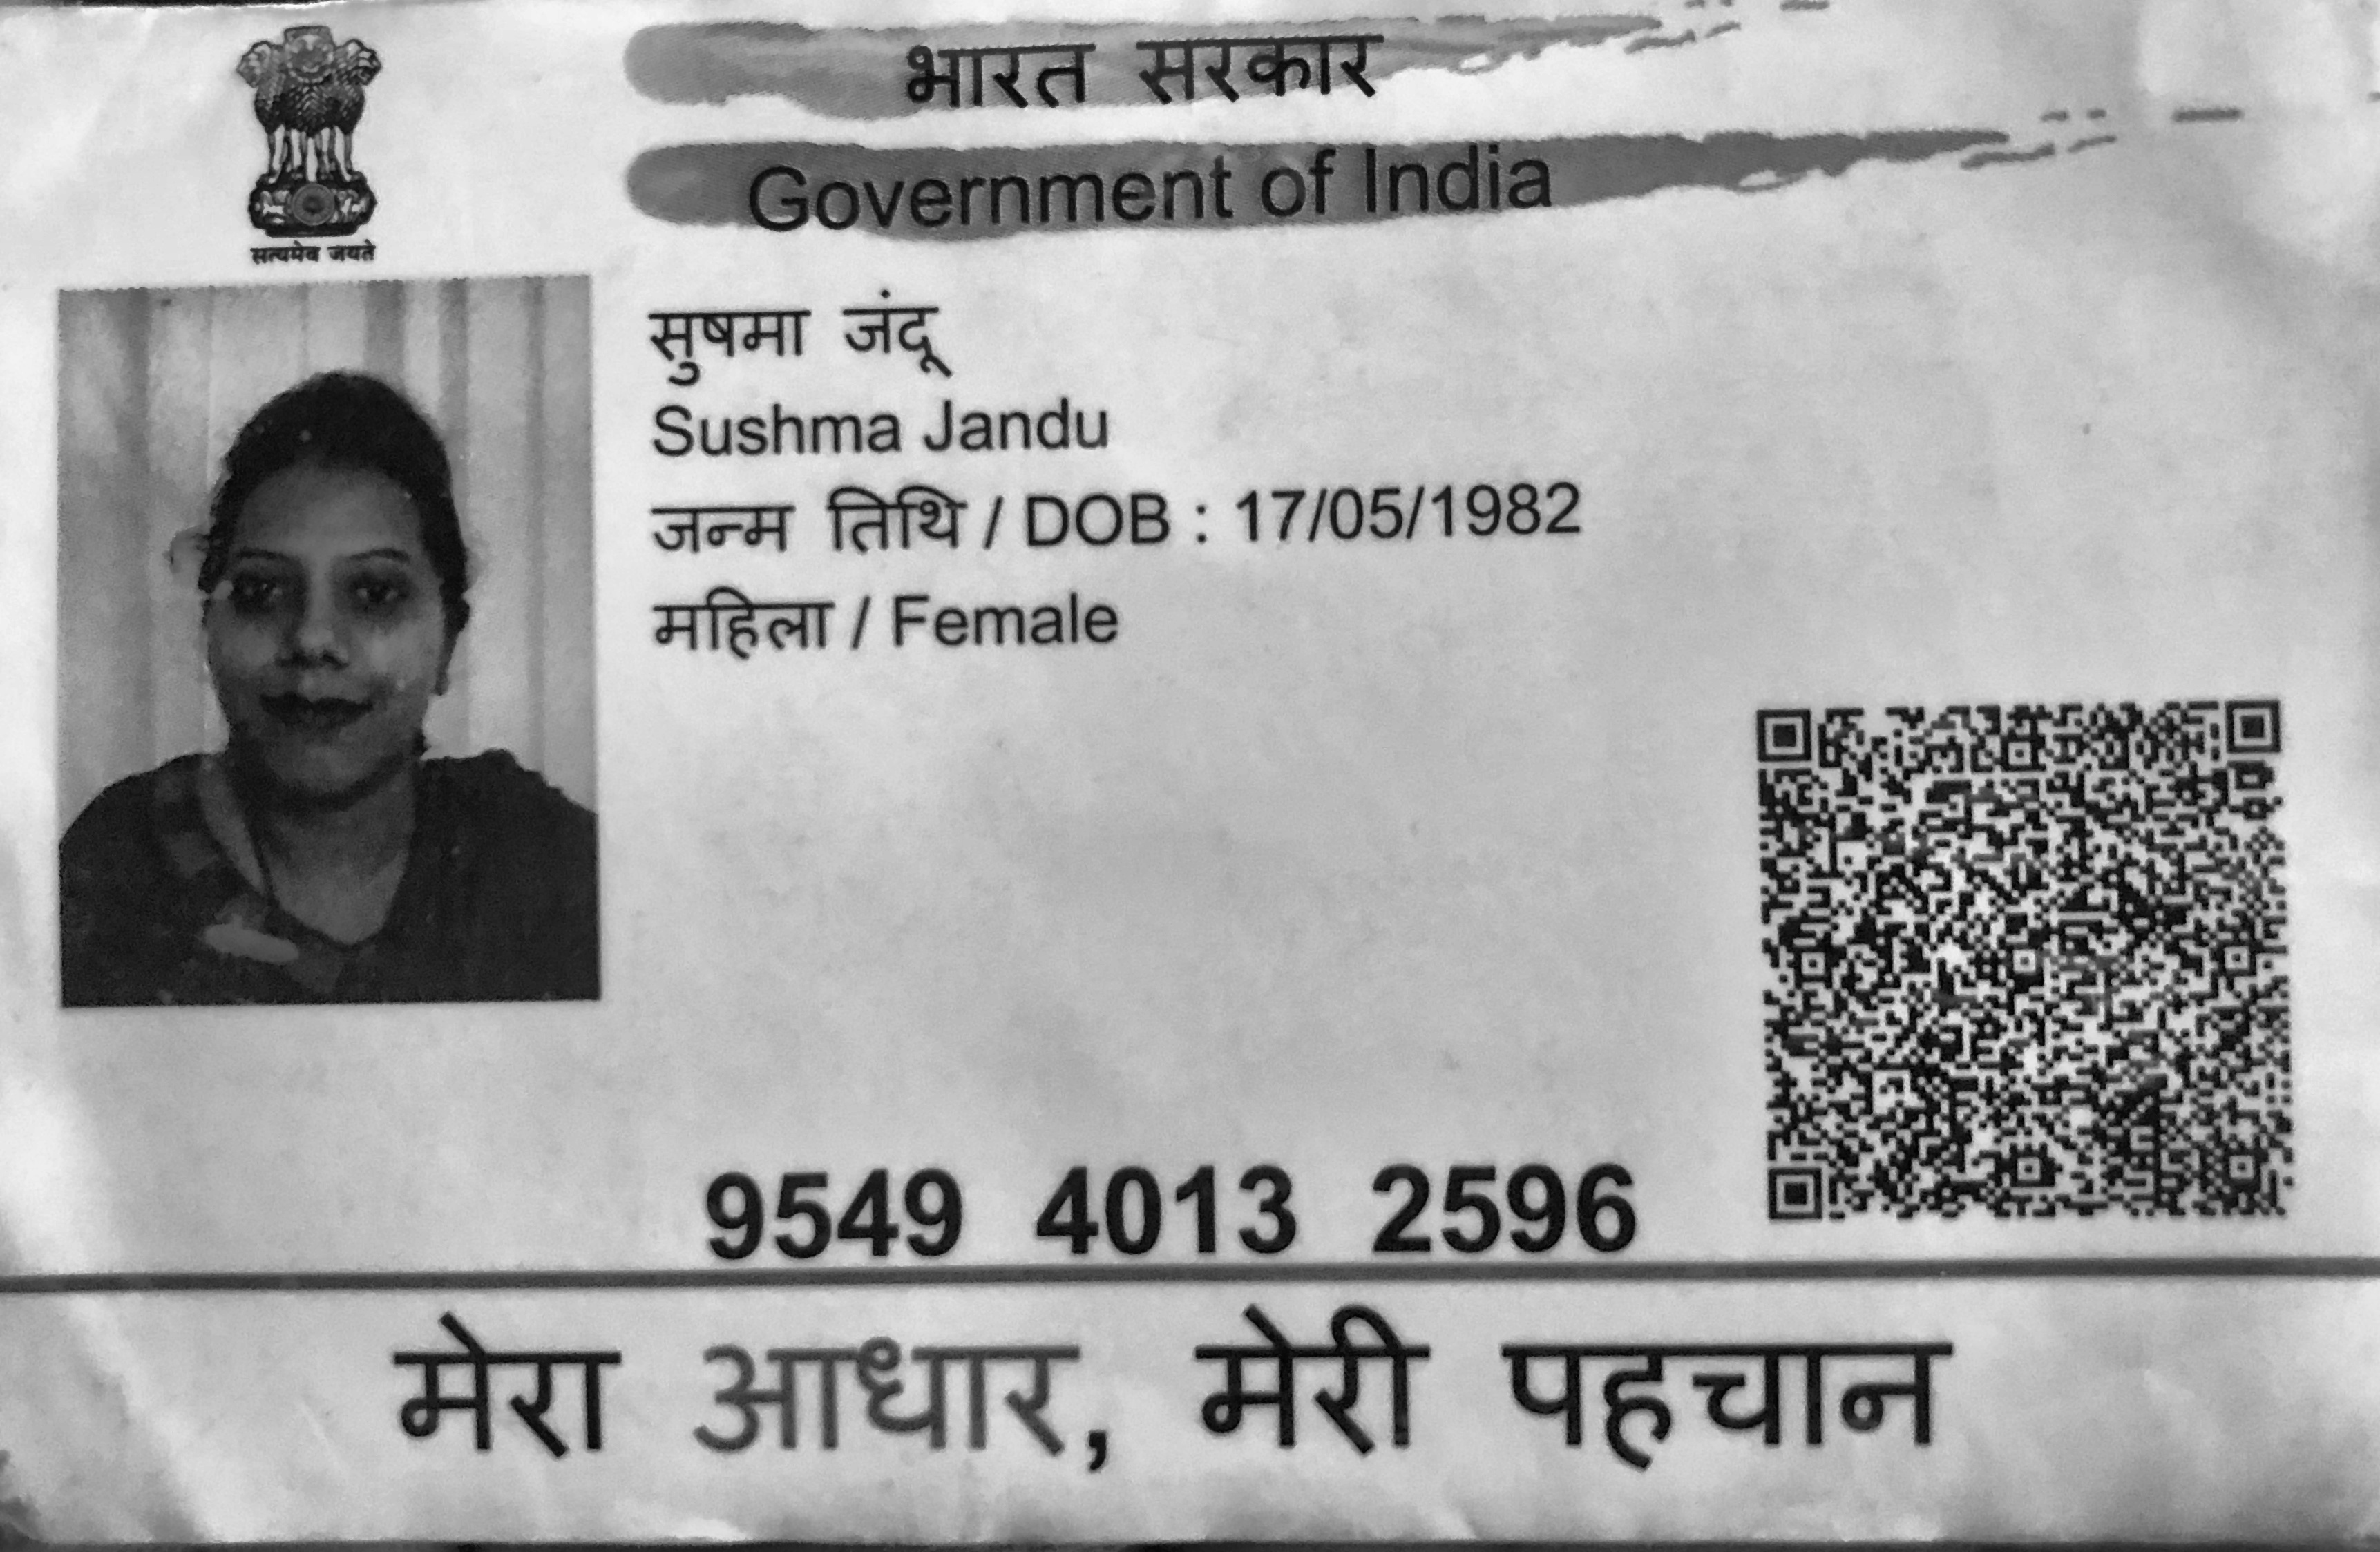 भारत सरकार
Government of India
सत्यमेव जयते
सुषमा जंदू
Sushma Jandu
जन्म तिथि / DOB : 17/05/1982
महिला / Female
9549 4013 2596
मेरा आधार, मेरी पहचान